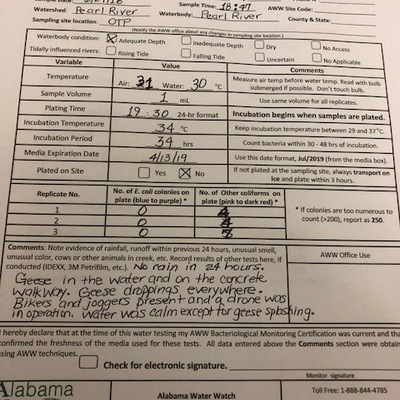 Sample Time: 18:47 AWW Site Code:
Watershed: Pearl River Waterbody: Pearl River County & State:
Sampling site location: OTP
(Notify the AWW office about any changes in sampling site location.)
Waterbody condition: X Adequate Depth Inadequate Depth Dry No Access
Tidally influenced rivers: Rising Tide Falling Tide Uncertain No Applicable
Variable Value Comments
Temperature Air: 31 Water: 30 °C Measure air temp before water temp. Read with bulb submerged if possible. Don't touch bulb.
Sample Volume 1 mL Use same volume for all replicates.
Plating Time 19:30 24-hr format Incubation begins when samples are plated.
Incubation Temperature 34 °C Keep incubation temperature between 29 and 37°C.
Incubation Period 34 hrs Count bacteria within 30 - 48 hrs of incubation.
Media Expiration Date 4/13/19 Use this date format, Jul/2019 (from the media box).
Plated on Site Yes X No If not plated at the sampling site, always transport on ice and plate within 3 hours.
Replicate No. No. of E. coli colonies on plate (blue to purple) * No. of Other coliforms on plate (pink to dark red) *
1 0
2 0
3 0
* If colonies are too numerous to count (>200), report as 250.
Comments: Note evidence of rainfall, runoff within previous 24 hours, unusual smell,
unusual color, cows or other animals in creek, etc. Record results of other tests here, if
conducted (IDEXX, 3M Petrifilm, etc.). No rain in 24 hours.
Geese in the water and on the concrete
walkway. Geese droppings everywhere.
Bikers and joggers present and a drone was
in operation. Water was calm except for geese splashing.
AWW Office Use
I hereby declare that at the time of this water testing my AWW Bacteriological Monitoring Certification was current and that
confirmed the freshness of the media used for these tests. All data entered above the Comments section were obtained
using AWW techniques.
Check for electronic signature.
Monitor signature
Alabama Alabama Water Watch Toll Free: 1-888-844-4785